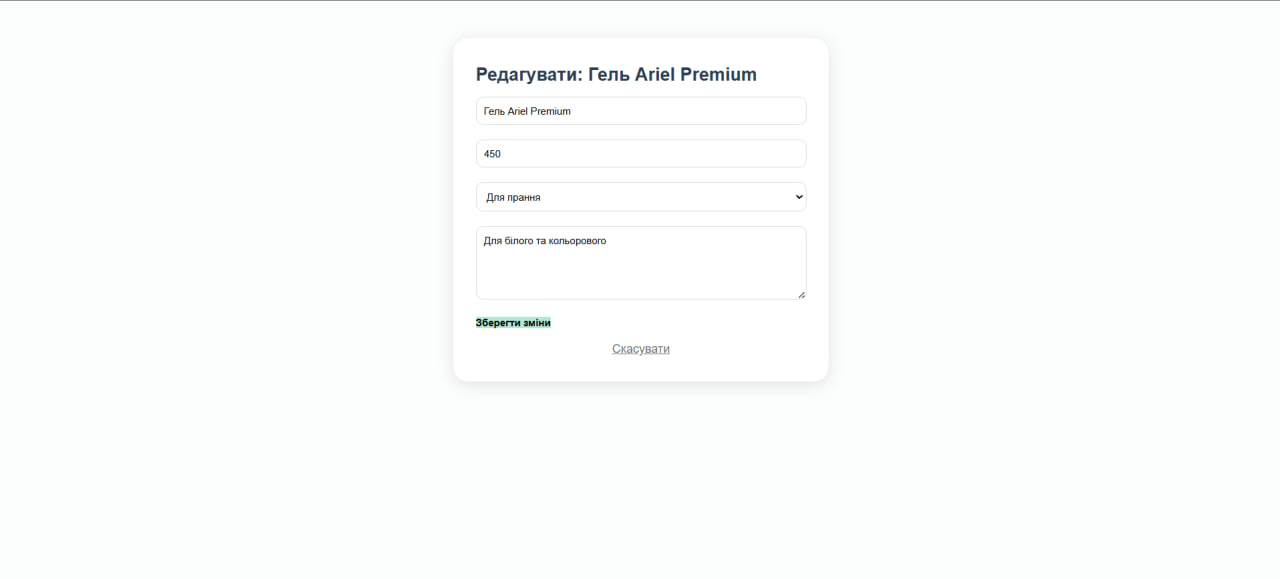 Редагувати: Гель Ariel Premium
Гель Ariel Premium
450
Для прання
Для білого та кольорового
Зберегти зміни
Скасувати